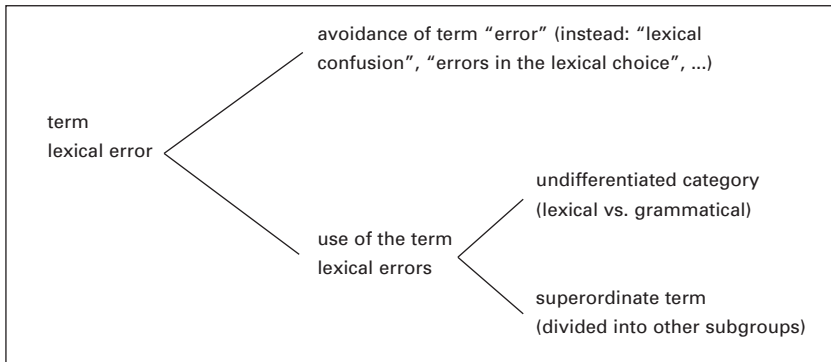 avoidance of term “error” (instead: “lexical
confusion”, “errors in the lexical choice”, ...)
term
lexical error
undifferentiated category
(lexical vs. grammatical)
use of the term
lexical errors
superordinate term
(divided into other subgroups)